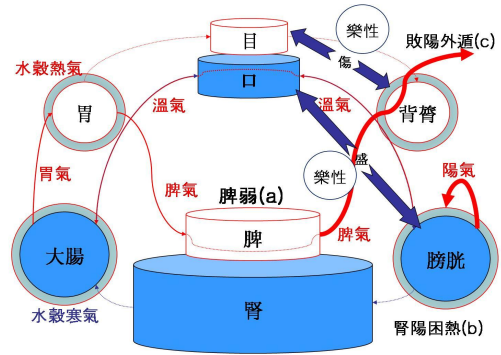 目
樂性
敗陽外遁(c)
水穀熱氣
口
傷
胃
溫氣
溫氣
背膂
胃氣
盛
樂性
陽氣
脾弱(a)
脾氣
脾氣
大腸
脾
膀胱
水穀寒氣
腎
腎陽困熱(b)